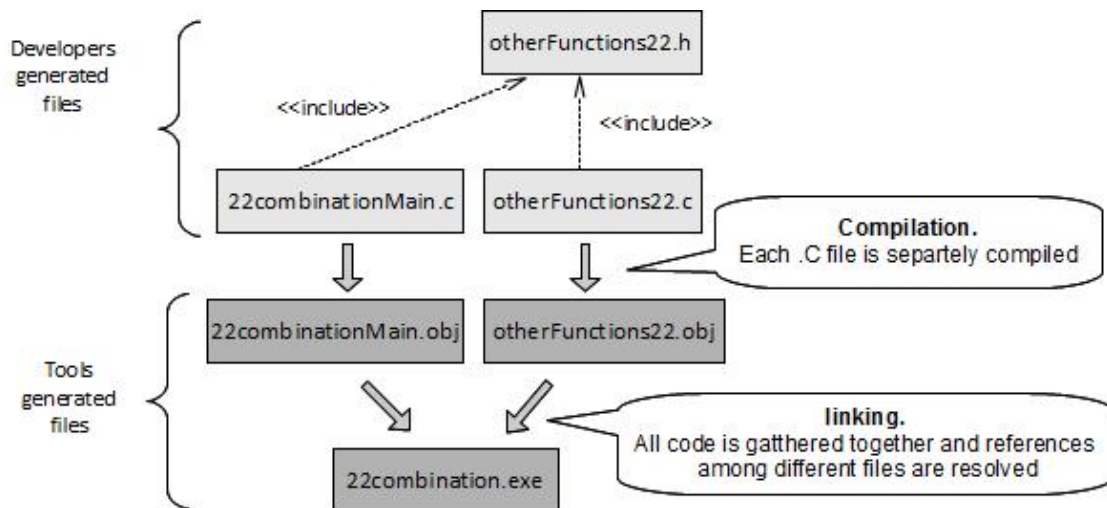 Developers
generated
files
otherFunctions22.h
<<include>>
<<include>>
22combinationMain.c
otherFunctions22.c
Compilation.
Each .C file is separtely compiled
22combinationMain.obj
otherFunctions22.obj
Tools
generated
files
linking.
All code is gatthered together and references
among different files are resolved
22combination.exe